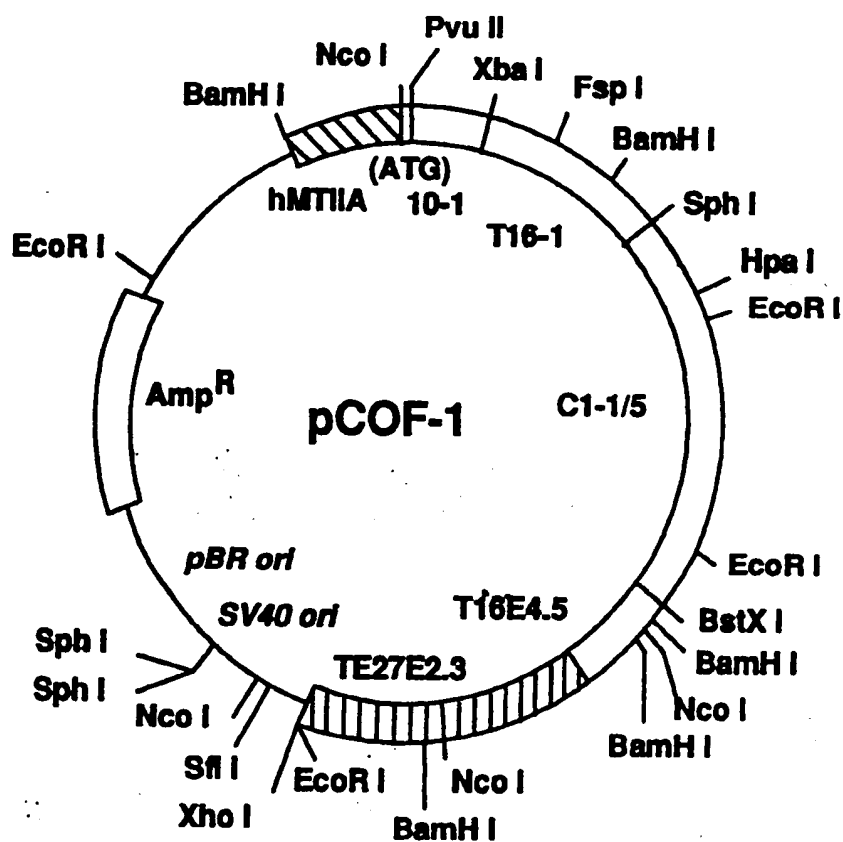 Pvu II
Nco I
Xba I
Fsp I
BamH I
BamH I
(ATG)
hMTIIA
10-1
Sph I
T16-1
EcoR I
Hpa I
EcoR I
AmpR
pCOF-1
C1-1/5
pBR ori
EcoR I
SV40 ori
T16E4.5
BstX I
Sph I
TE27E2.3
BamH I
Sph I
Nco I
Nco I
BamH I
Sfi I
EcoR I
Nco I
Xho I
BamH I